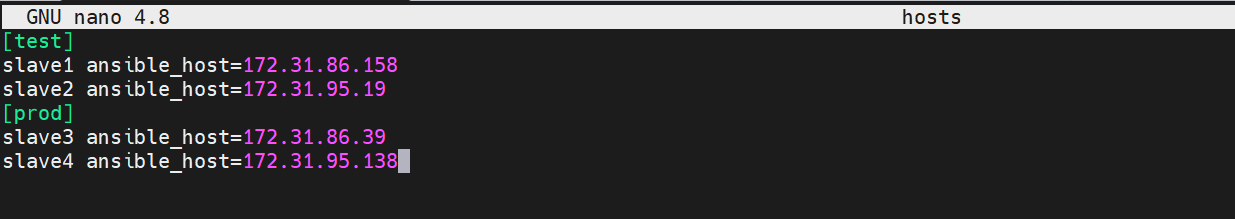 GNU nano 4.8 hosts
[test]
slave1 ansible_host=172.31.86.158
slave2 ansible_host=172.31.95.19
[prod]
slave3 ansible_host=172.31.86.39
slave4 ansible_host=172.31.95.138